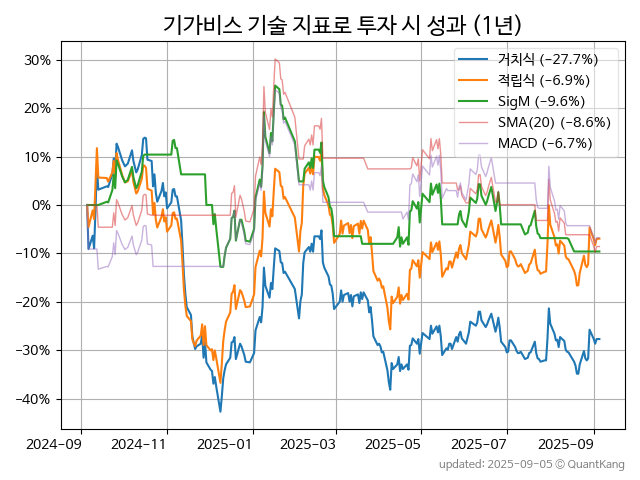 기가비스 기술 지표로 투자 시 성과 (1년)
거치식 (−27.7%)
적립식 (−6.9%)
SigM (−9.6%)
SMA(20) (−8.6%)
MACD (−6.7%)
30%
20%
10%
0%
−10%
−20%
−30%
−40%
2024−09 2024−11 2025−01 2025−03 2025−05 2025−07 2025−09
updated: 2025-09-05 © QuantKang